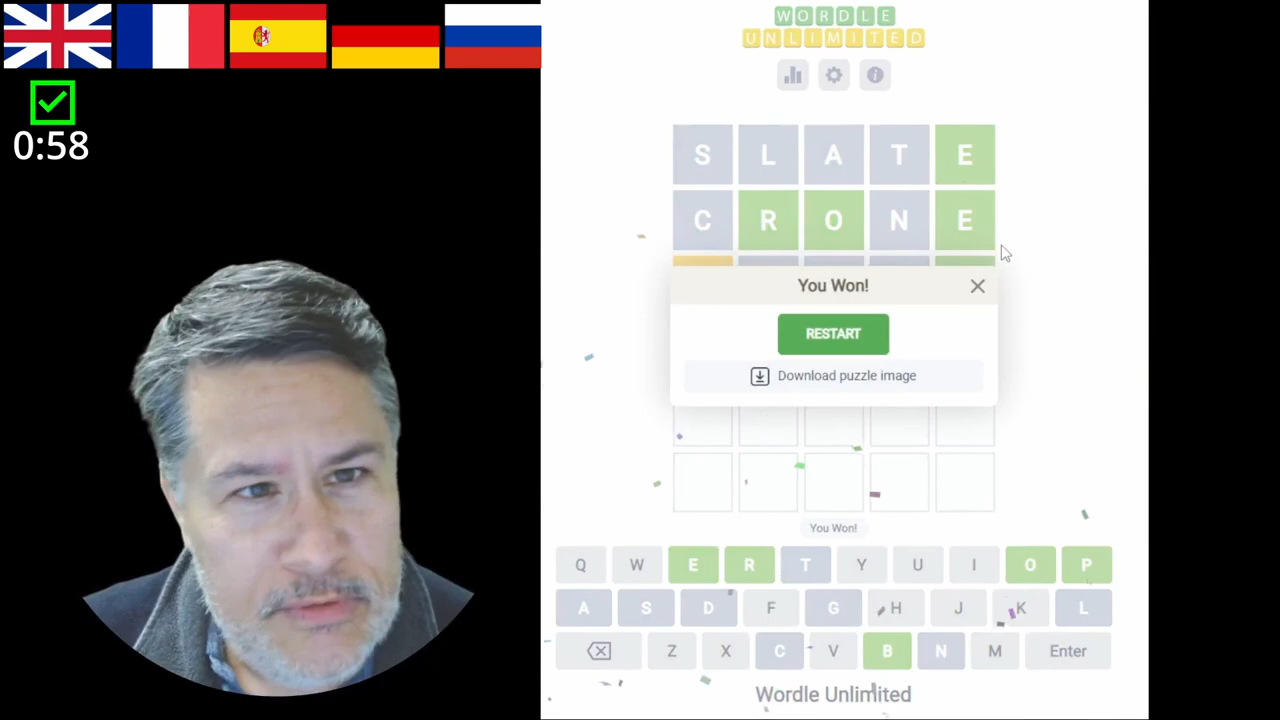 WORDLE
UNLIMITED
0:58
S L A T E
C R O N E
You Won!
RESTART
Download puzzle image
You Won!
Q W E R T Y U I O P
A S D F G H J K L
Z X C V B N M Enter
Wordle Unlimited